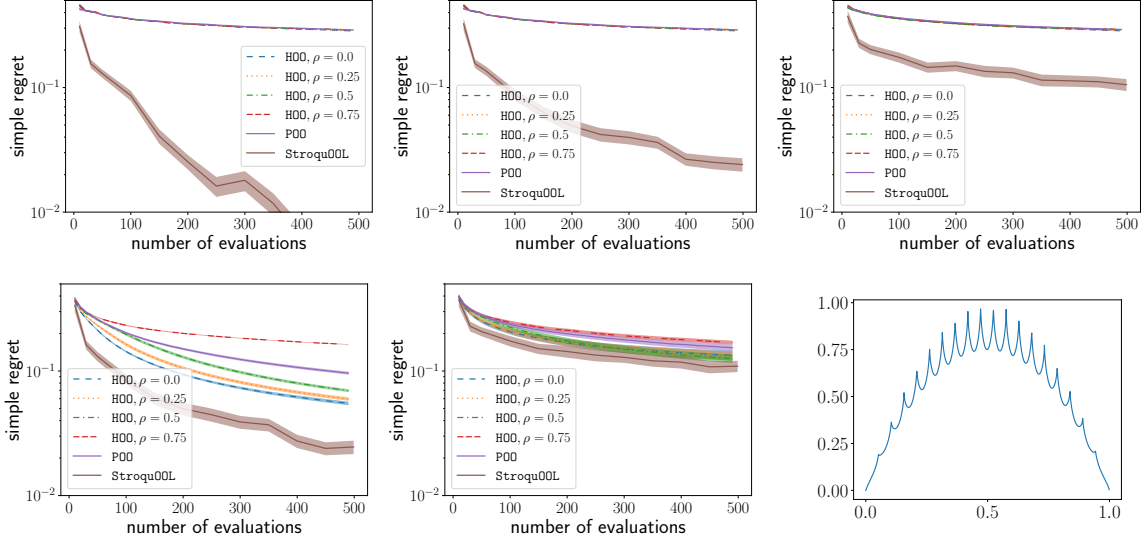 simple regret
10⁻¹
10⁻²
HOO, ρ = 0.0
HOO, ρ = 0.25
HOO, ρ = 0.5
HOO, ρ = 0.75
POO
StroquOOL
0 100 200 300 400 500
number of evaluations
simple regret
10⁻¹
10⁻²
HOO, ρ = 0.0
HOO, ρ = 0.25
HOO, ρ = 0.5
HOO, ρ = 0.75
POO
StroquOOL
0 100 200 300 400 500
number of evaluations
simple regret
10⁻¹
10⁻²
HOO, ρ = 0.0
HOO, ρ = 0.25
HOO, ρ = 0.5
HOO, ρ = 0.75
POO
StroquOOL
0 100 200 300 400 500
number of evaluations
simple regret
10⁻¹
10⁻²
HOO, ρ = 0.0
HOO, ρ = 0.25
HOO, ρ = 0.5
HOO, ρ = 0.75
POO
StroquOOL
0 100 200 300 400 500
number of evaluations
simple regret
10⁻¹
10⁻²
HOO, ρ = 0.0
HOO, ρ = 0.25
HOO, ρ = 0.5
HOO, ρ = 0.75
POO
StroquOOL
0 100 200 300 400 500
number of evaluations
1.00
0.75
0.50
0.25
0.00
0.0 0.5 1.0